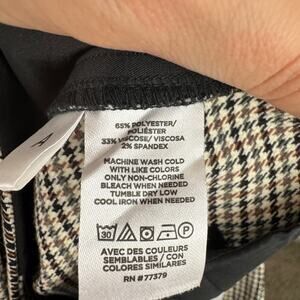 65% POLYESTER/
POLIÉSTER
33% VISCOSE/ VISCOSA
2% SPANDEX
MACHINE WASH COLD
WITH LIKE COLORS
ONLY NON-CHLORINE
BLEACH WHEN NEEDED
TUMBLE DRY LOW
COOL IRON WHEN NEEDED
30
AVEC DES COULEURS
SEMBLABLES / CON
COLORES SIMILARES
RN #77379